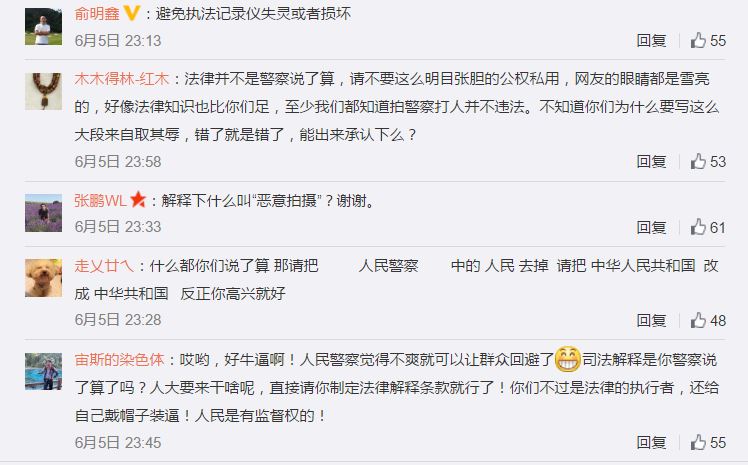 俞明鑫：避免执法记录仪失灵或者损坏
6月5日 23:13 回复 55
木木得林-红木：法律并不是警察说了算，请不要这么明目张胆的公权私用，网友的眼睛都是雪亮
的，好像法律知识也比你们足，至少我们都知道拍警察打人并不违法。不知道你们为什么要写这么
大段来自取其辱，错了就是错了，能出来承认下么？
6月5日 23:58 回复 53
张鹏WL：解释下什么叫“恶意拍摄”？谢谢。
6月5日 23:33 回复 61
走乂廿乀：什么都你们说了算 那请把 人民警察 中的 人民 去掉 请把 中华人民共和国 改
成 中华共和国 反正你高兴就好
6月5日 23:28 回复 48
宙斯的染色体：哎哟，好牛逼啊！人民警察觉得不爽就可以让群众回避了 司法解释是你警察说
了算了吗？人大要来干啥呢，直接请你制定法律解释条款就行了！你们不过是法律的执行者，还给
自己戴帽子装逼！人民是有监督权的！
6月5日 23:45 回复 55